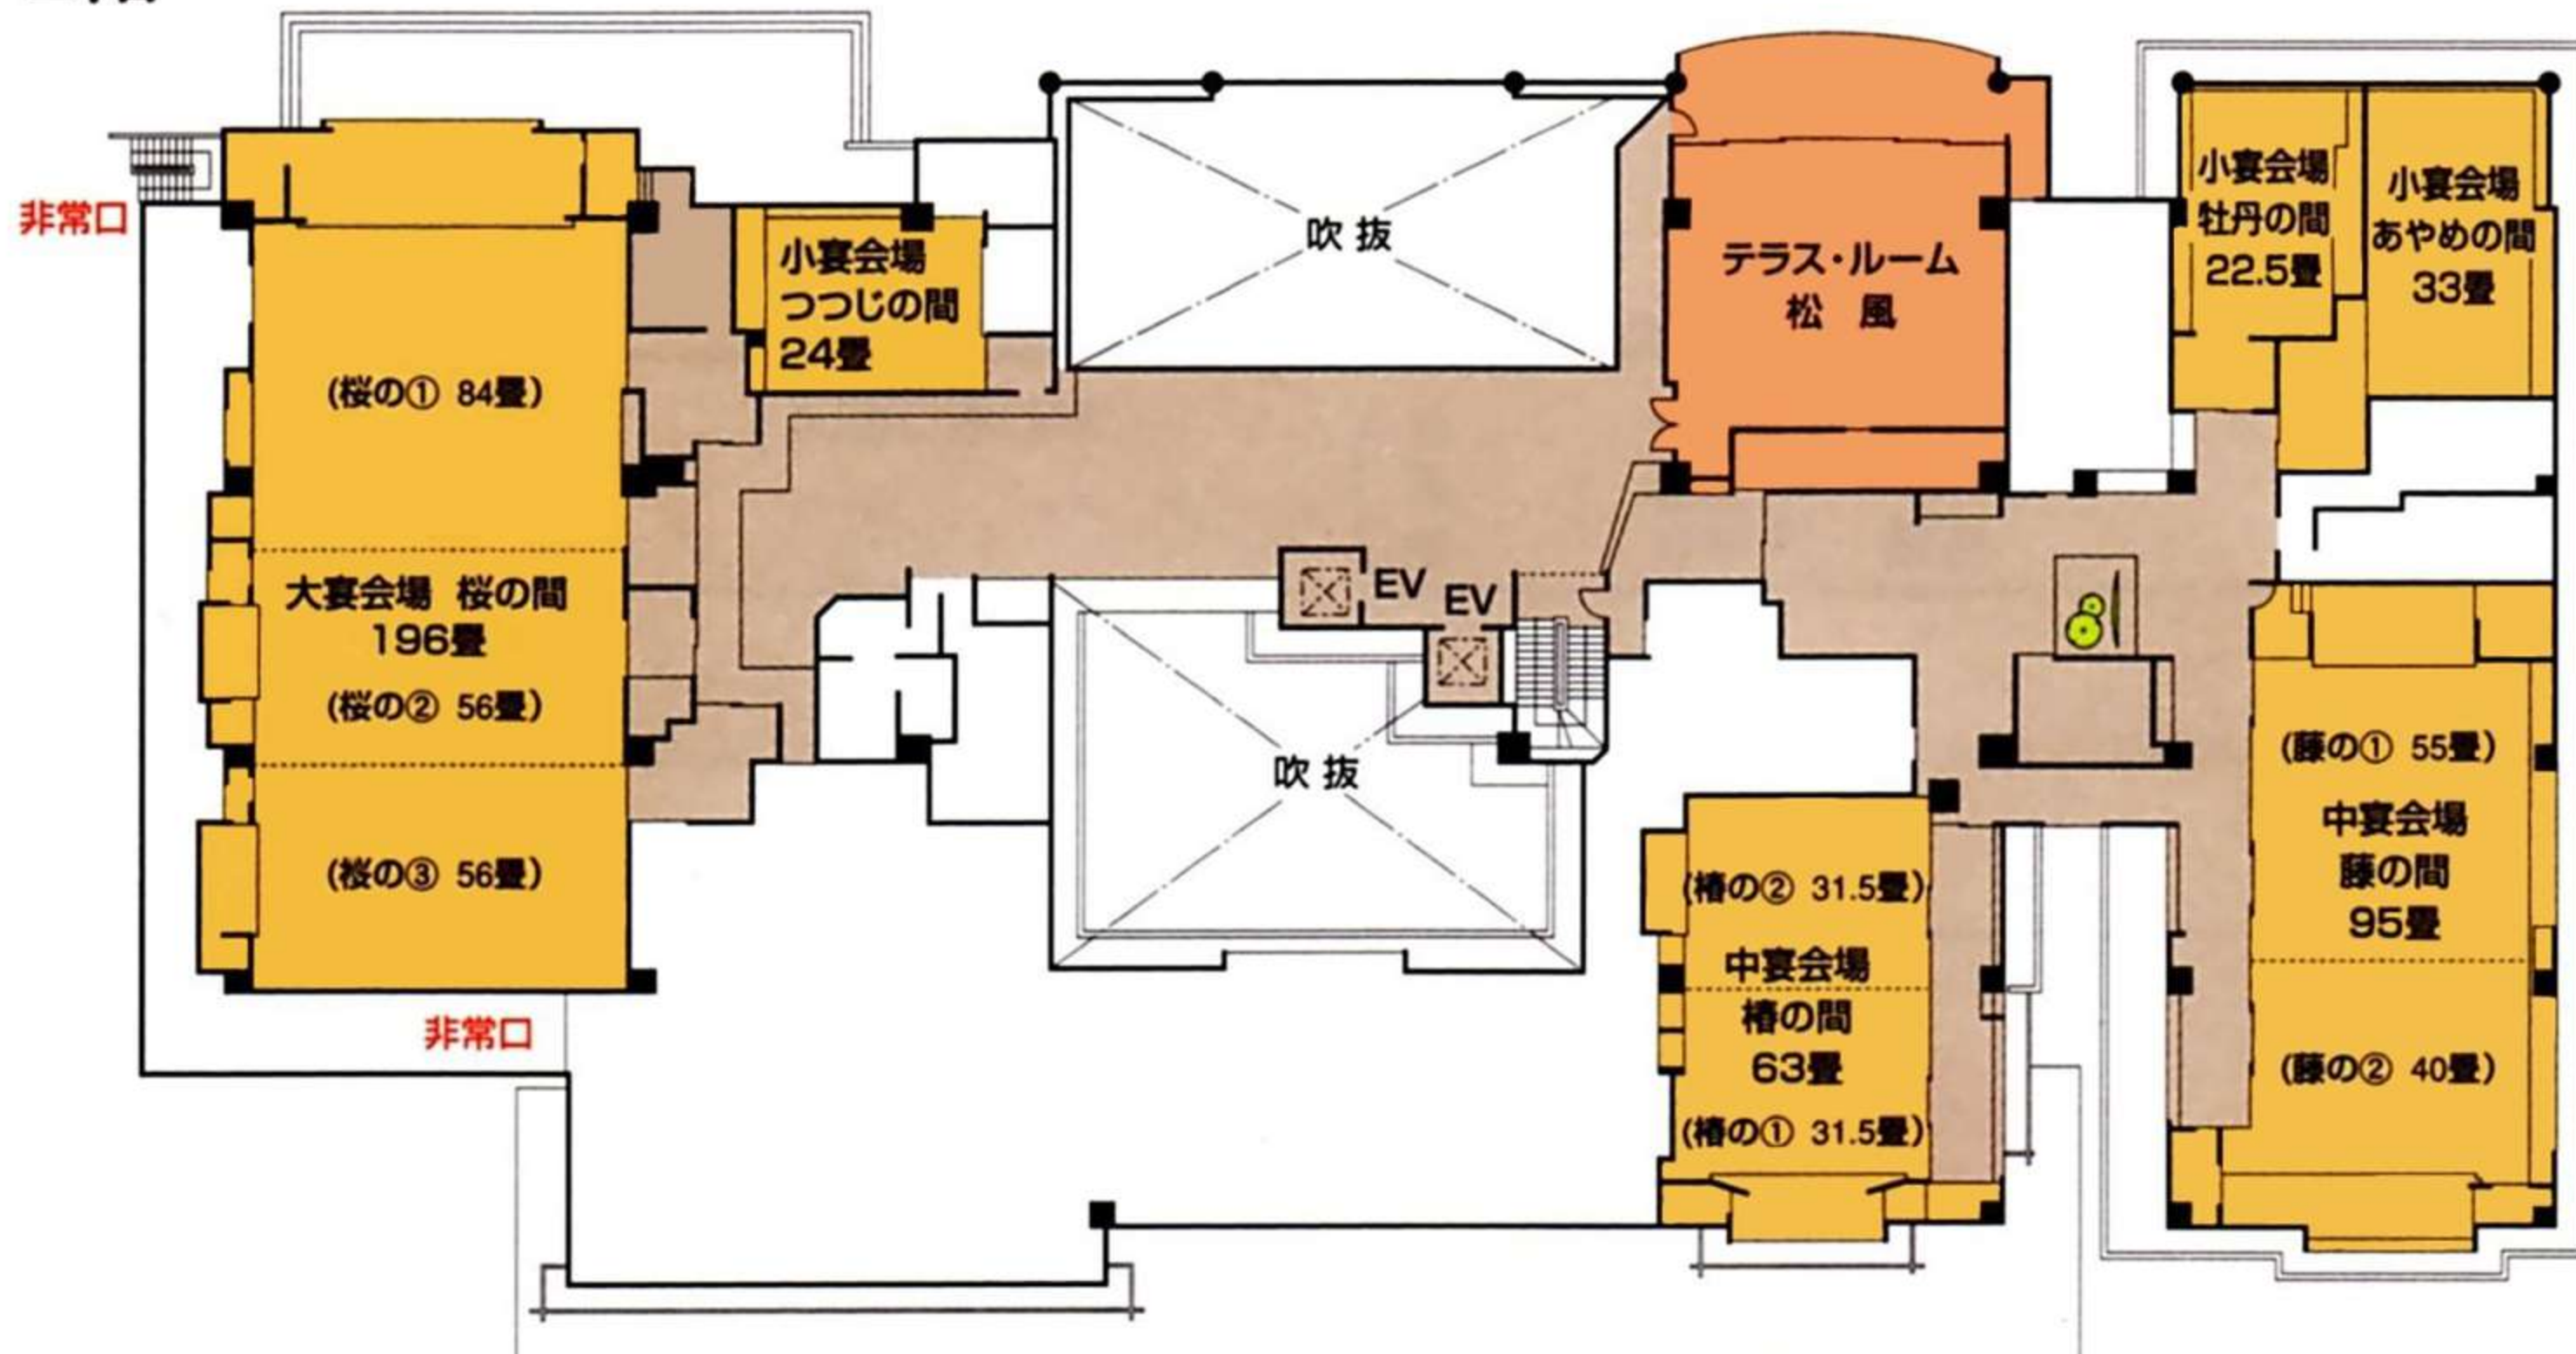 非常口
(桜の① 84畳)
大宴会場 桜の間
196畳
(桜の② 56畳)
(桜の③ 56畳)
非常口
小宴会場
つつじの間
24畳
吹抜
EV
EV
吹抜
テラス・ルーム
松 風
小宴会場
牡丹の間
22.5畳
小宴会場
あやめの間
33畳
(椿の② 31.5畳)
中宴会場
椿の間
63畳
(椿の① 31.5畳)
(藤の① 55畳)
中宴会場
藤の間
95畳
(藤の② 40畳)